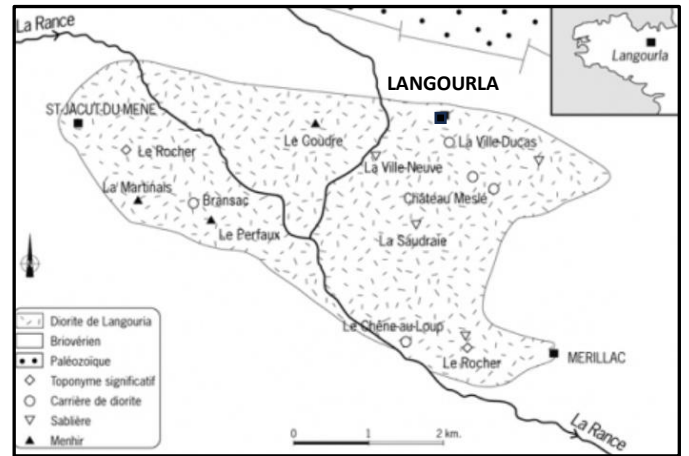 La Rance
Langourla
LANGOURLA
ST-JACUT-DU-MENE
Le Coudre
La Ville-Ducas
Le Rocher
La Ville-Neuve
La Martinais
Bransac
Château Meslé
Le Perfaux
La Saudraie
Le Chêne-au-Loup
Le Rocher
MERILLAC
La Rance
Diorite de Langourla
Briovérien
Paléozoïque
Toponyme significatif
Carrière de diorite
Sablière
Menhir
0 1 2 km.